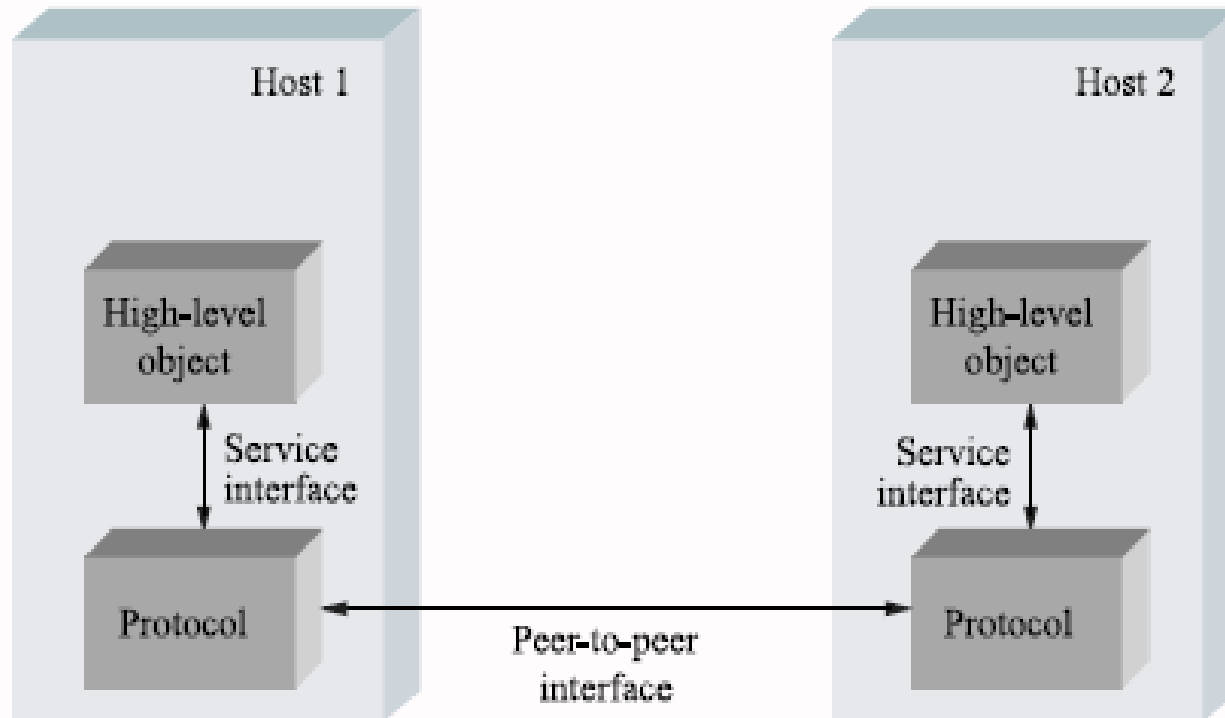 Host 1
Host 2
High-level
object
High-level
object
Service
interface
Service
interface
Protocol
Protocol
Peer-to-peer
interface